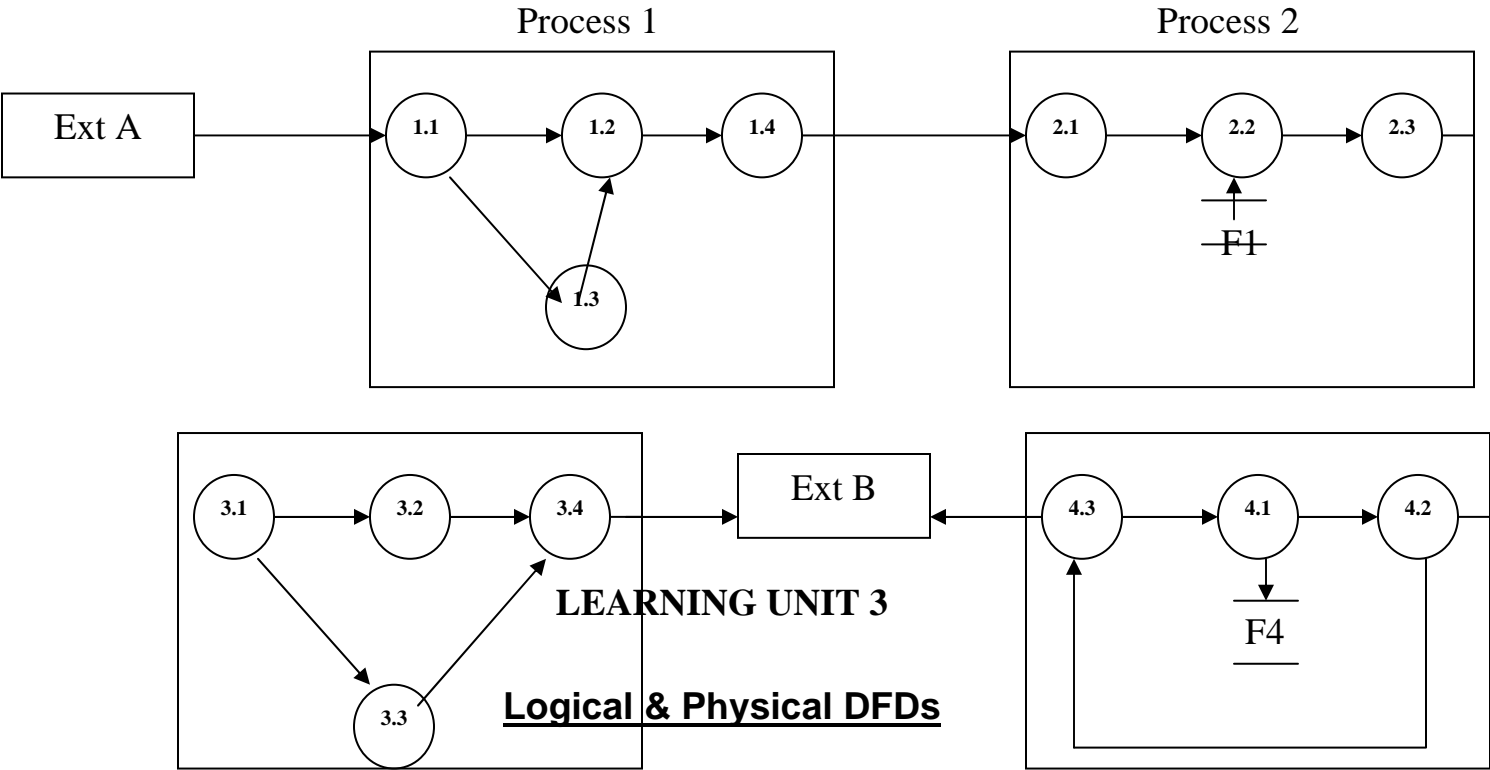 Process 1 Process 2
Ext A 1.1 1.2 1.4 2.1 2.2 2.3
F1
1.3
3.1 3.2 3.4 Ext B 4.3 4.1 4.2
LEARNING UNIT 3
F4
3.3 Logical & Physical DFDs